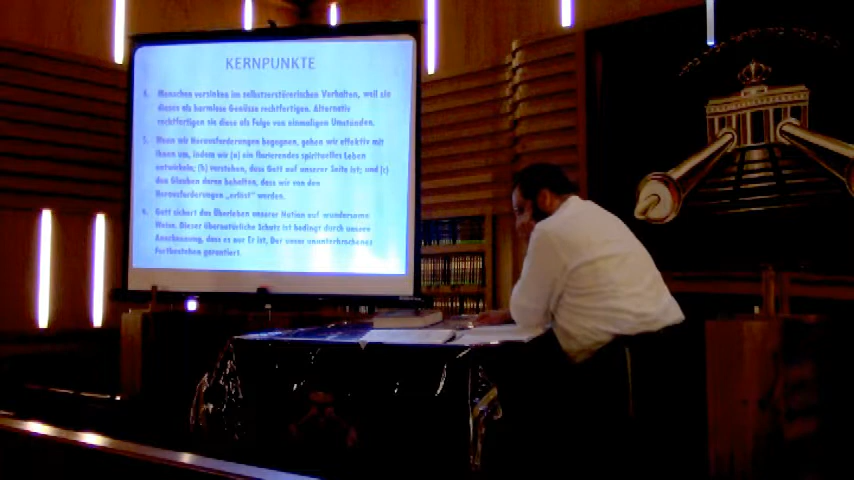 KERNPUNKTE
4. Menschen versinken im selbstzerstörerischen Verhalten, weil sie
dieses als harmlose Genüsse rechtfertigen. Alternativ
rechtfertigen sie diese als Folge von einmaligen Umständen.
5. Wenn wir Herausforderungen begegnen, gehen wir effektiv mit
ihnen um, indem wir (a) ein florierendes spirituelles Leben
entwickeln; (b) verstehen, dass Gott auf unserer Seite ist; und (c)
den Glauben daran behalten, dass wir von den
Herausforderungen „erlöst" werden.
6. Gott sichert das Überleben unserer Nation auf wundersame
Weise. Dieser übernatürliche Schutz ist bedingt durch unsere
Anerkennung, dass es nur Er ist, Der unser ununterbrochenes
Fortbestehen garantiert.